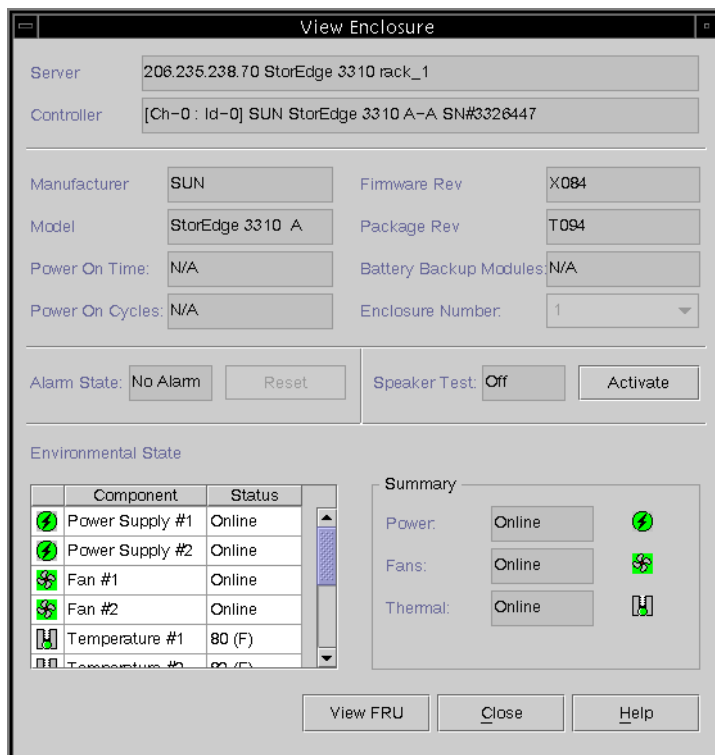 View Enclosure
Server 206.235.238.70 StorEdge 3310 rack_1
Controller [Ch-0 : Id-0] SUN StorEdge 3310 A-A SN#3326447
Manufacturer SUN Firmware Rev X084
Model StorEdge 3310 A Package Rev T094
Power On Time: N/A Battery Backup Modules: N/A
Power On Cycles: N/A Enclosure Number: 1
Alarm State: No Alarm Reset Speaker Test: Off Activate
Environmental State
Component Status
Power Supply #1 Online
Power Supply #2 Online
Fan #1 Online
Fan #2 Online
Temperature #1 80 (F)
Summary
Power: Online
Fans: Online
Thermal: Online
View FRU Close Help